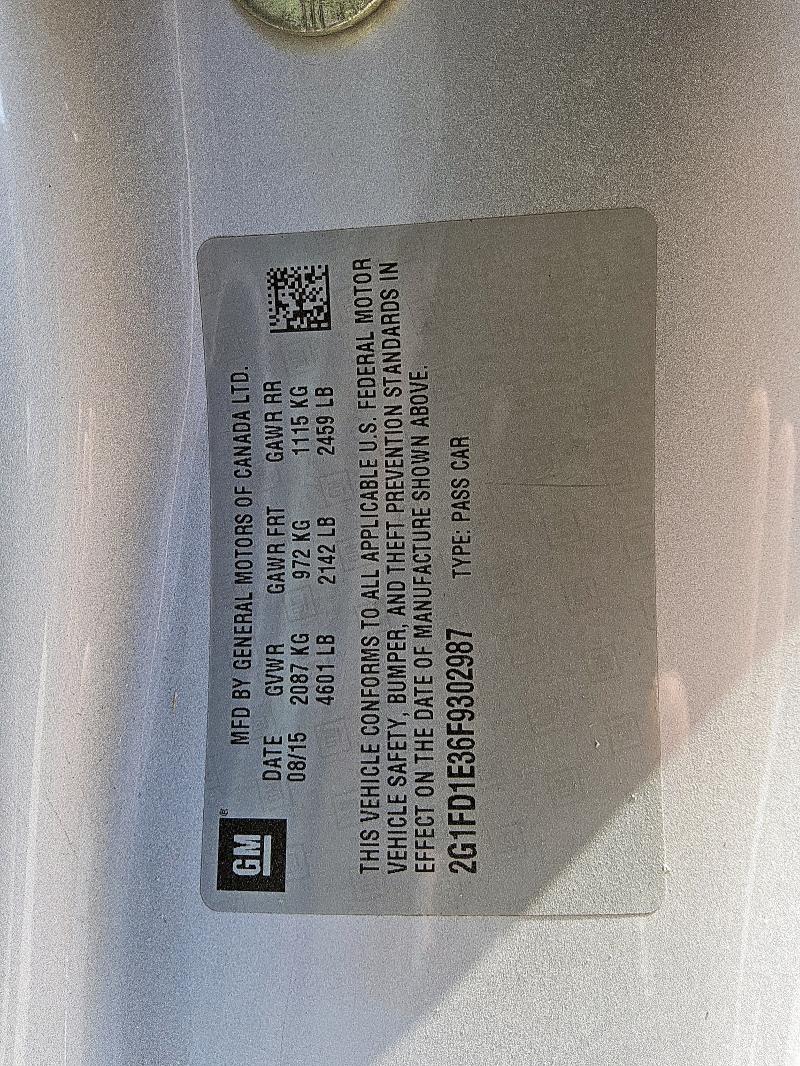 GM®
MFD BY GENERAL MOTORS OF CANADA LTD.
DATE GVWR GAWR FRT GAWR RR
08/15 2087 KG 972 KG 1115 KG
4601 LB 2142 LB 2459 LB
THIS VEHICLE CONFORMS TO ALL APPLICABLE U.S. FEDERAL MOTOR
VEHICLE SAFETY, BUMPER, AND THEFT PREVENTION STANDARDS IN
EFFECT ON THE DATE OF MANUFACTURE SHOWN ABOVE.
2G1FD1E36F9302987 TYPE: PASS CAR